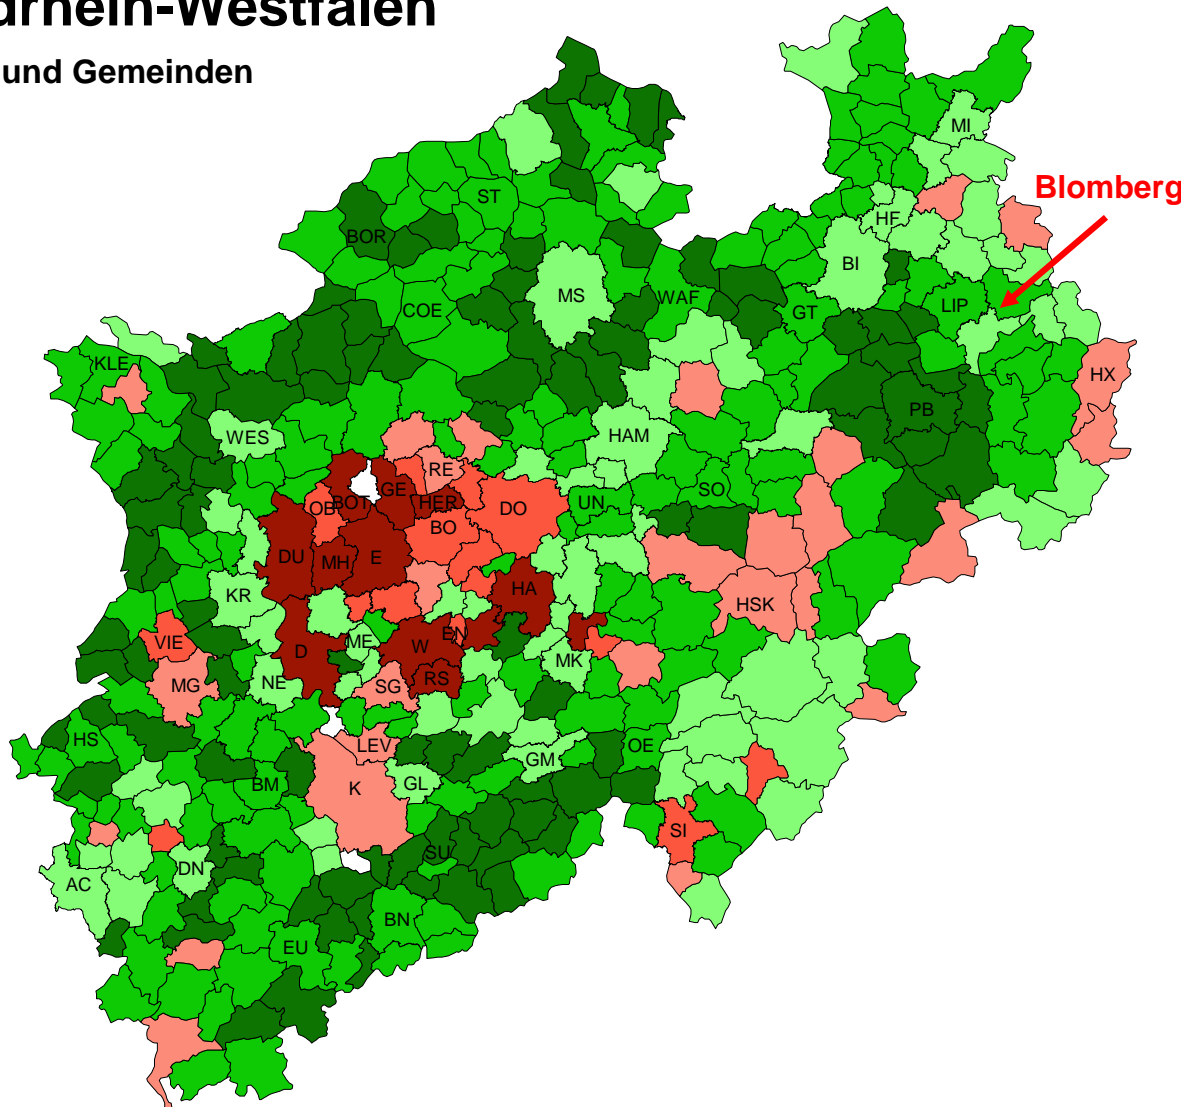 drhein-Westfalen
und Gemeinden
MI
Blomberg
ST
HF
BOR
BI
MS
WAF
LIP
COE
GT
KLE
HX
PB
WES
HAM
RE
GE
SO
BOT
HER
UN
OB
DO
BO
DU
MH
E
HA
KR
HSK
EN
VIE
ME
W
D
MK
RS
MG
NE
SG
HS
LEV
OE
GM
BM
K
GL
SI
SU
DN
AC
BN
EU